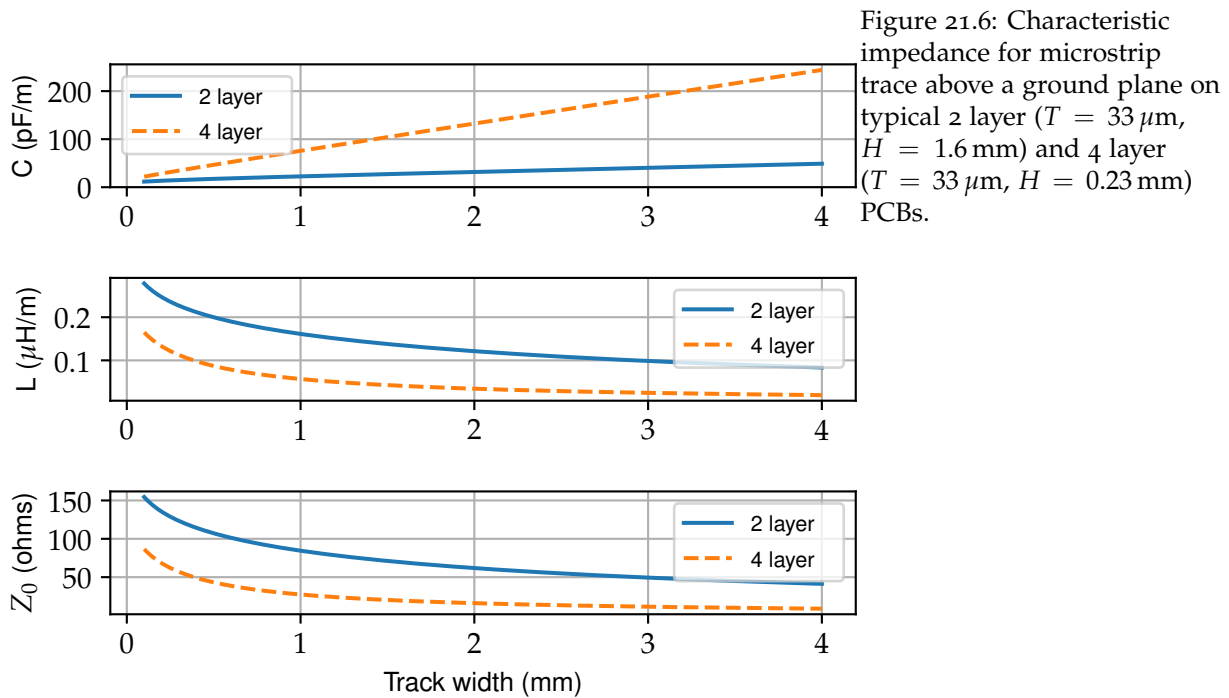 Figure 21.6: Characteristic
impedance for microstrip
trace above a ground plane on
typical 2 layer (T = 33 µm,
H = 1.6 mm) and 4 layer
(T = 33 µm, H = 0.23 mm)
PCBs.
C (pF/m)
200
100
0
2 layer
4 layer
0 1 2 3 4
L (µH/m)
0.2
0.1
2 layer
4 layer
0 1 2 3 4
Z₀ (ohms)
150
100
50
2 layer
4 layer
0 1 2 3 4
Track width (mm)